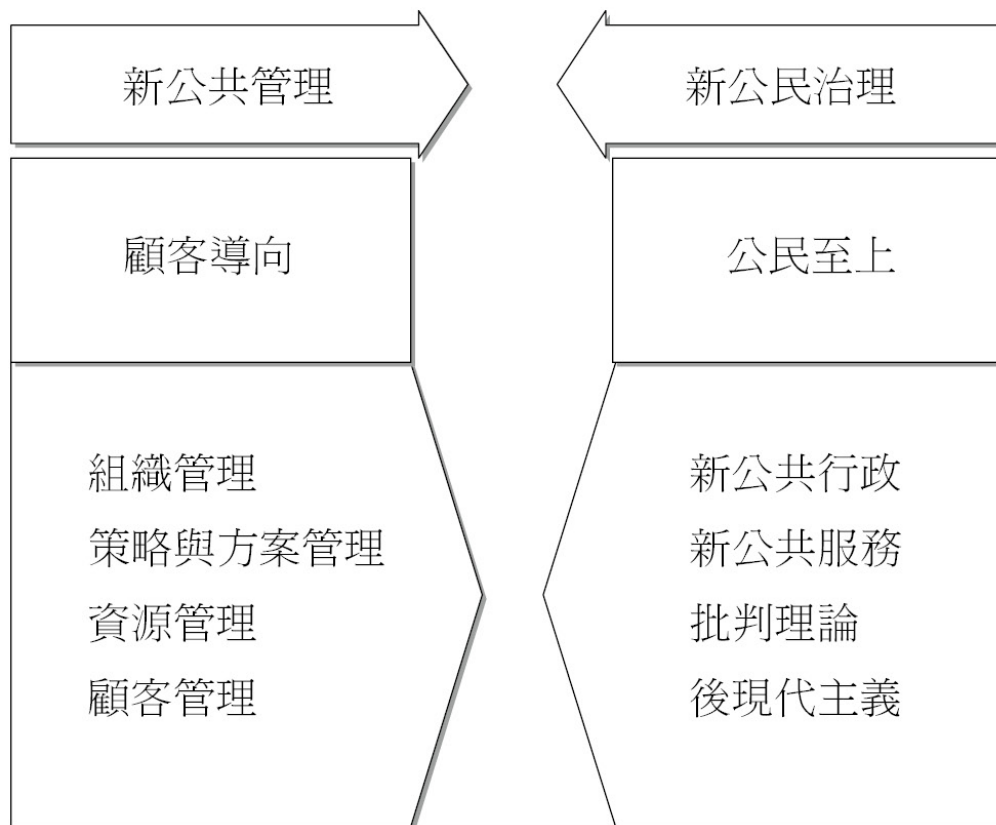 新公共管理
新公民治理
顧客導向
公民至上
組織管理
策略與方案管理
資源管理
顧客管理
新公共行政
新公共服務
批判理論
後現代主義